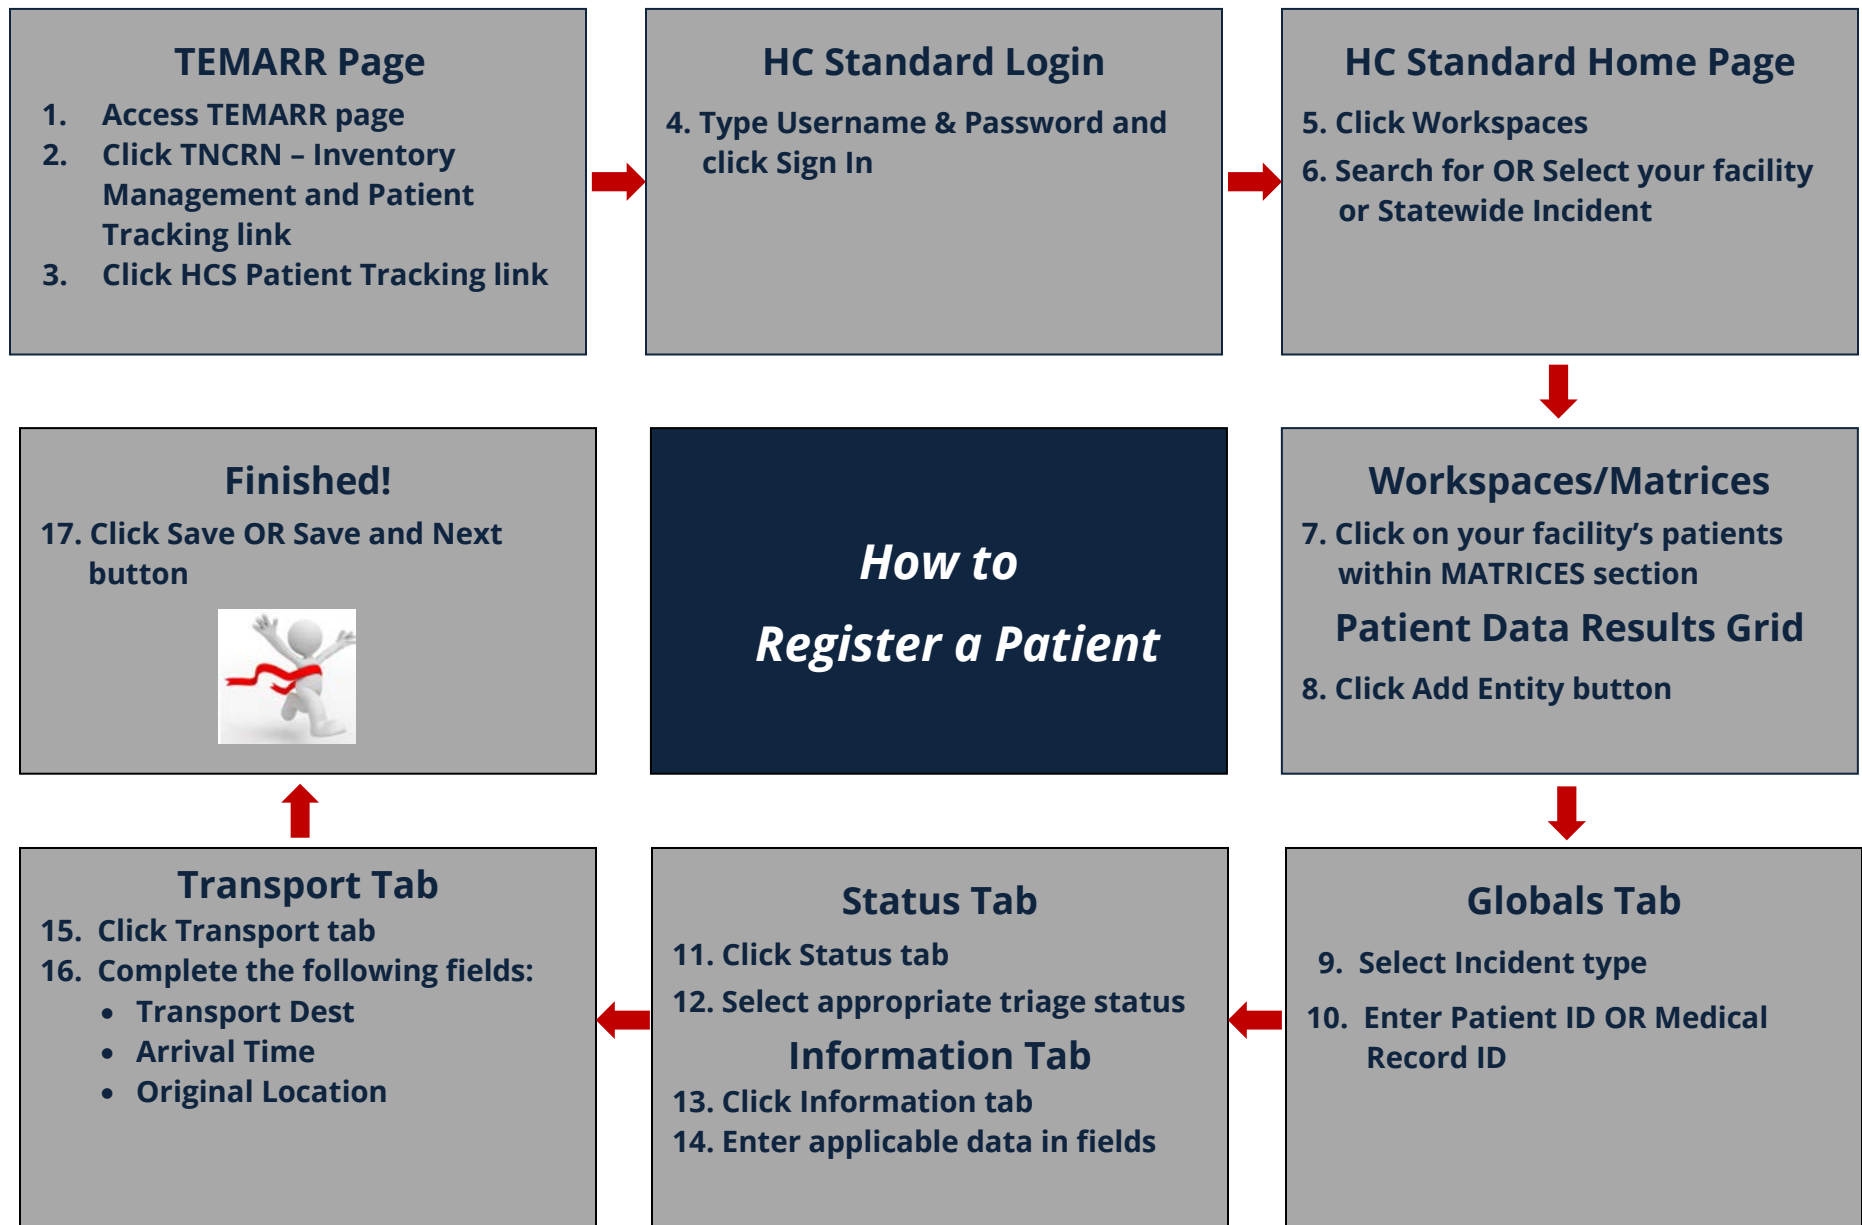 TEMARR Page
1. Access TEMARR page
2. Click TNCRN – Inventory
Management and Patient
Tracking link
3. Click HCS Patient Tracking link
HC Standard Login
4. Type Username & Password and
click Sign In
HC Standard Home Page
5. Click Workspaces
6. Search for OR Select your facility
or Statewide Incident
Workspaces/Matrices
7. Click on your facility’s patients
within MATRICES section
Patient Data Results Grid
8. Click Add Entity button
Globals Tab
9. Select Incident type
10. Enter Patient ID OR Medical
Record ID
Status Tab
11. Click Status tab
12. Select appropriate triage status
Information Tab
13. Click Information tab
14. Enter applicable data in fields
Transport Tab
15. Click Transport tab
16. Complete the following fields:
• Transport Dest
• Arrival Time
• Original Location
Finished!
17. Click Save OR Save and Next
button
How to
Register a Patient